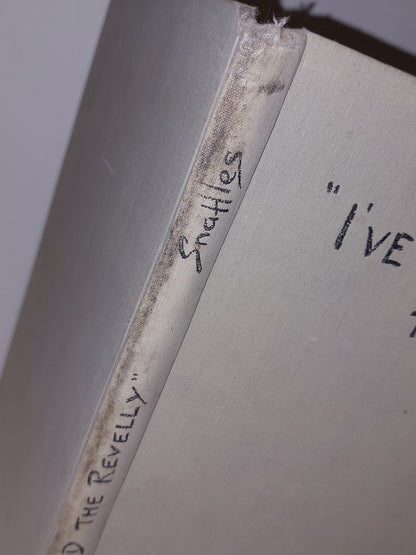 Snaffles
D THE REVELLY"
"I'VE